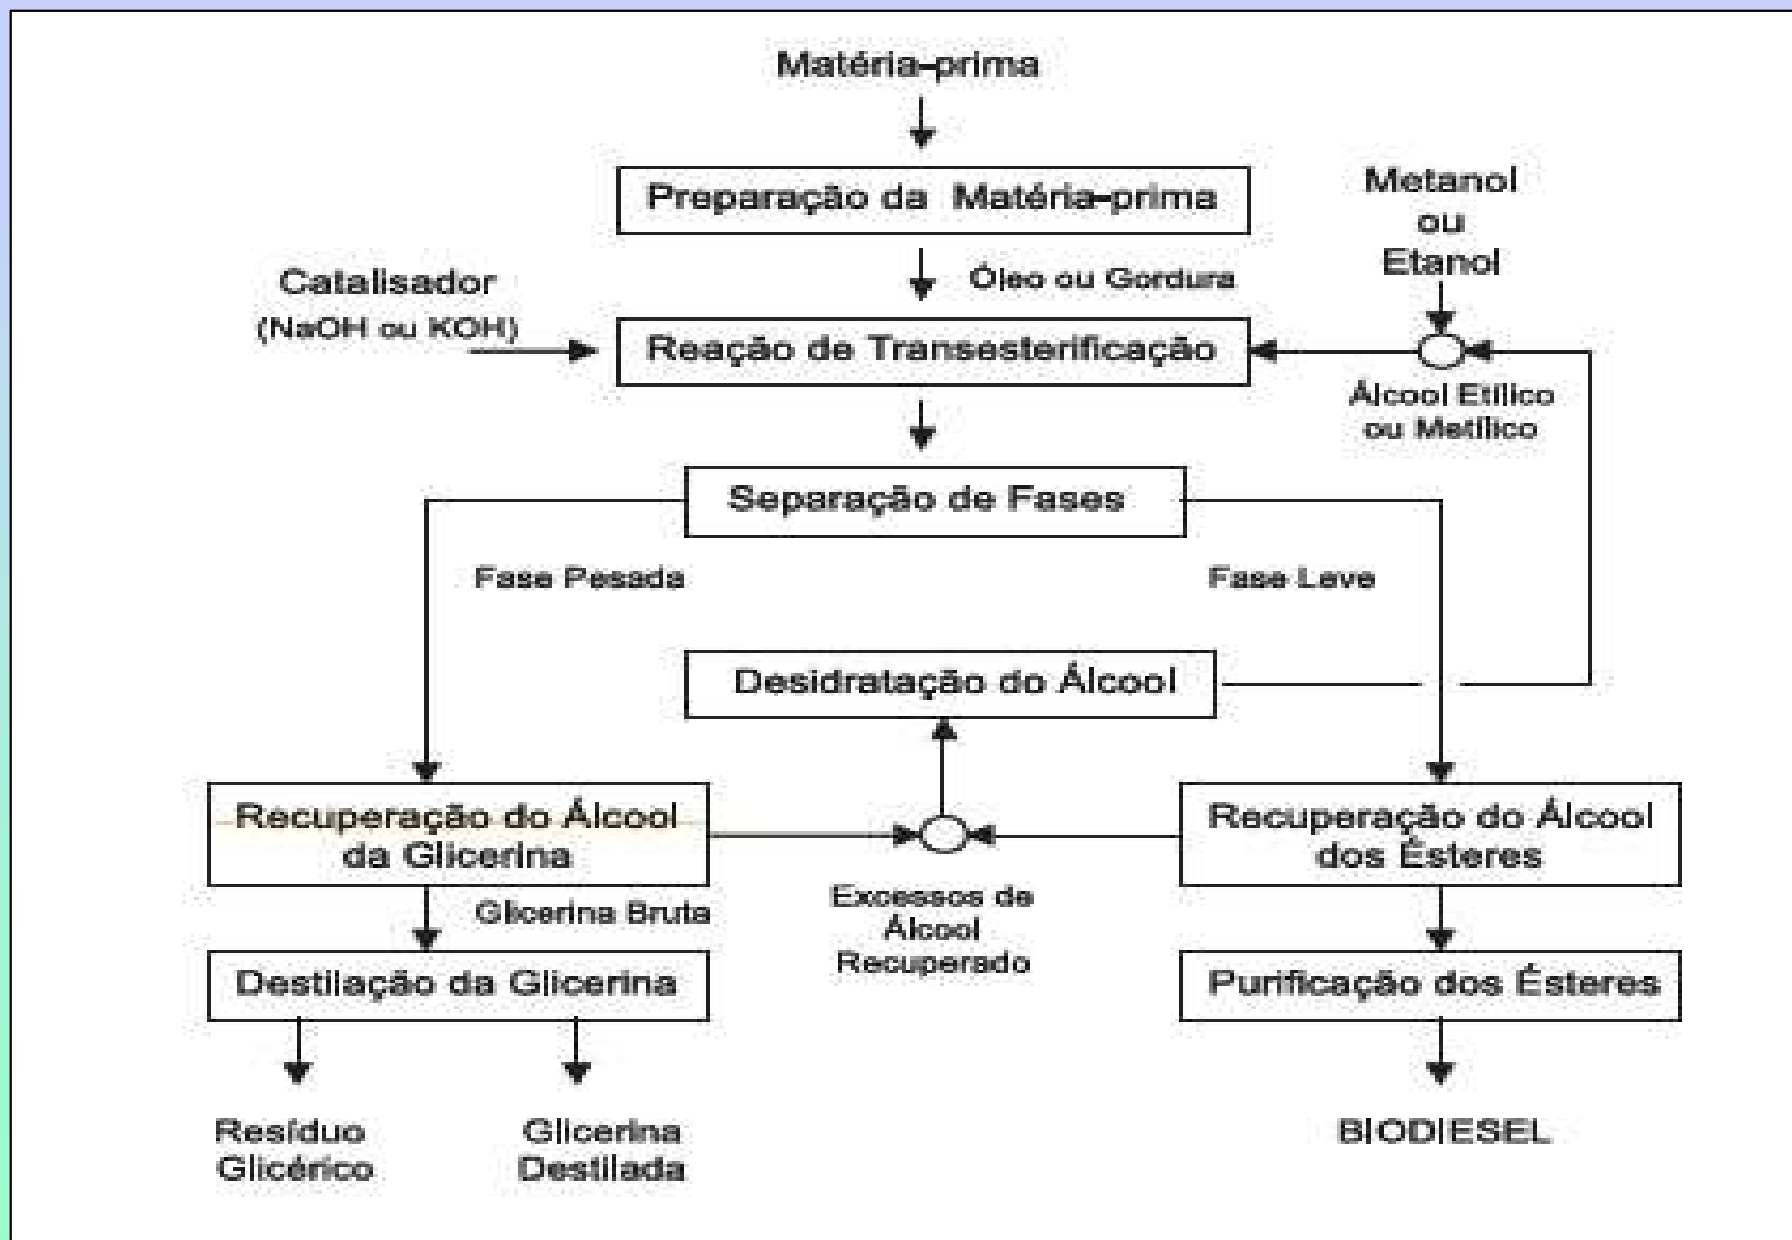 Matéria-prima
Preparação da Matéria-prima
Metanol
ou
Etanol
Catalisador
(NaOH ou KOH)
Óleo ou Gordura
Reação de Transesterificação
Álcool Etílico
ou Metílico
Separação de Fases
Fase Pesada
Fase Leve
Desidratação do Álcool
Recuperação do Álcool
da Glicerina
Recuperação do Álcool
dos Ésteres
Glicerina Bruta
Excessos de
Álcool
Recuperado
Destilação da Glicerina
Purificação dos Ésteres
Resíduo
Glicérico
Glicerina
Destilada
BIODIESEL